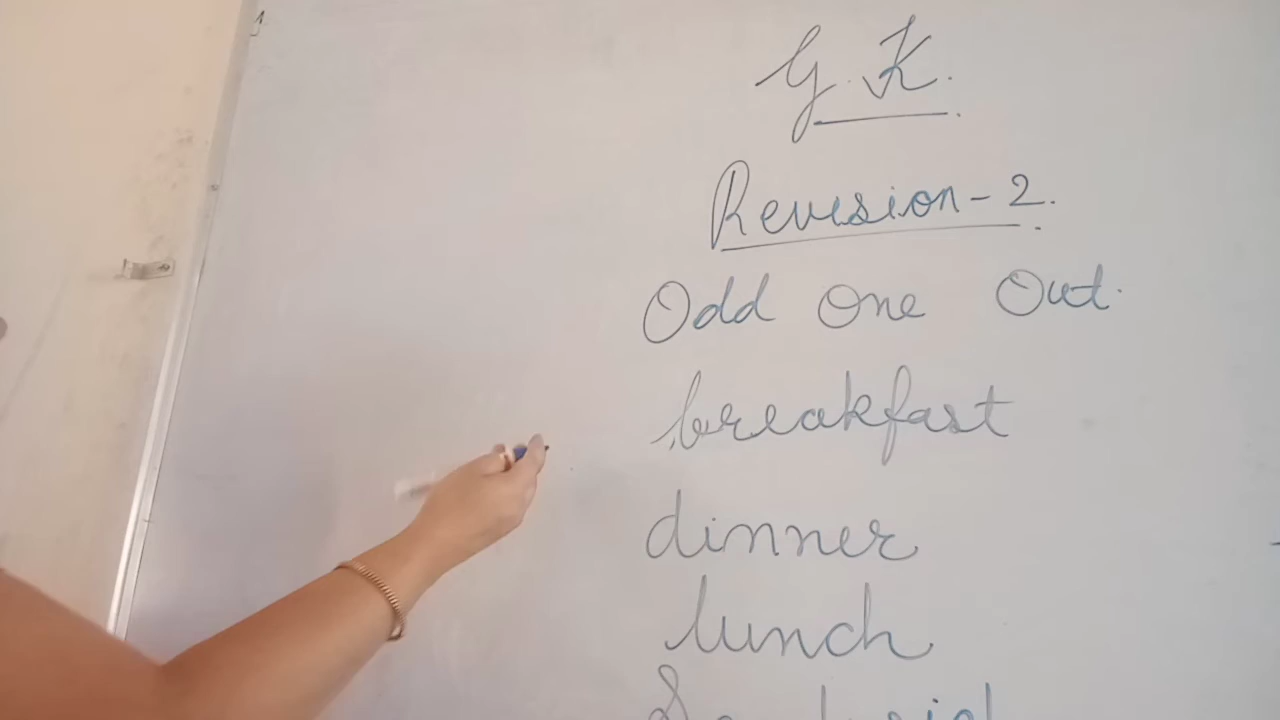 G.K.
Revision-2.
Odd One Out.
breakfast
dinner
lunch